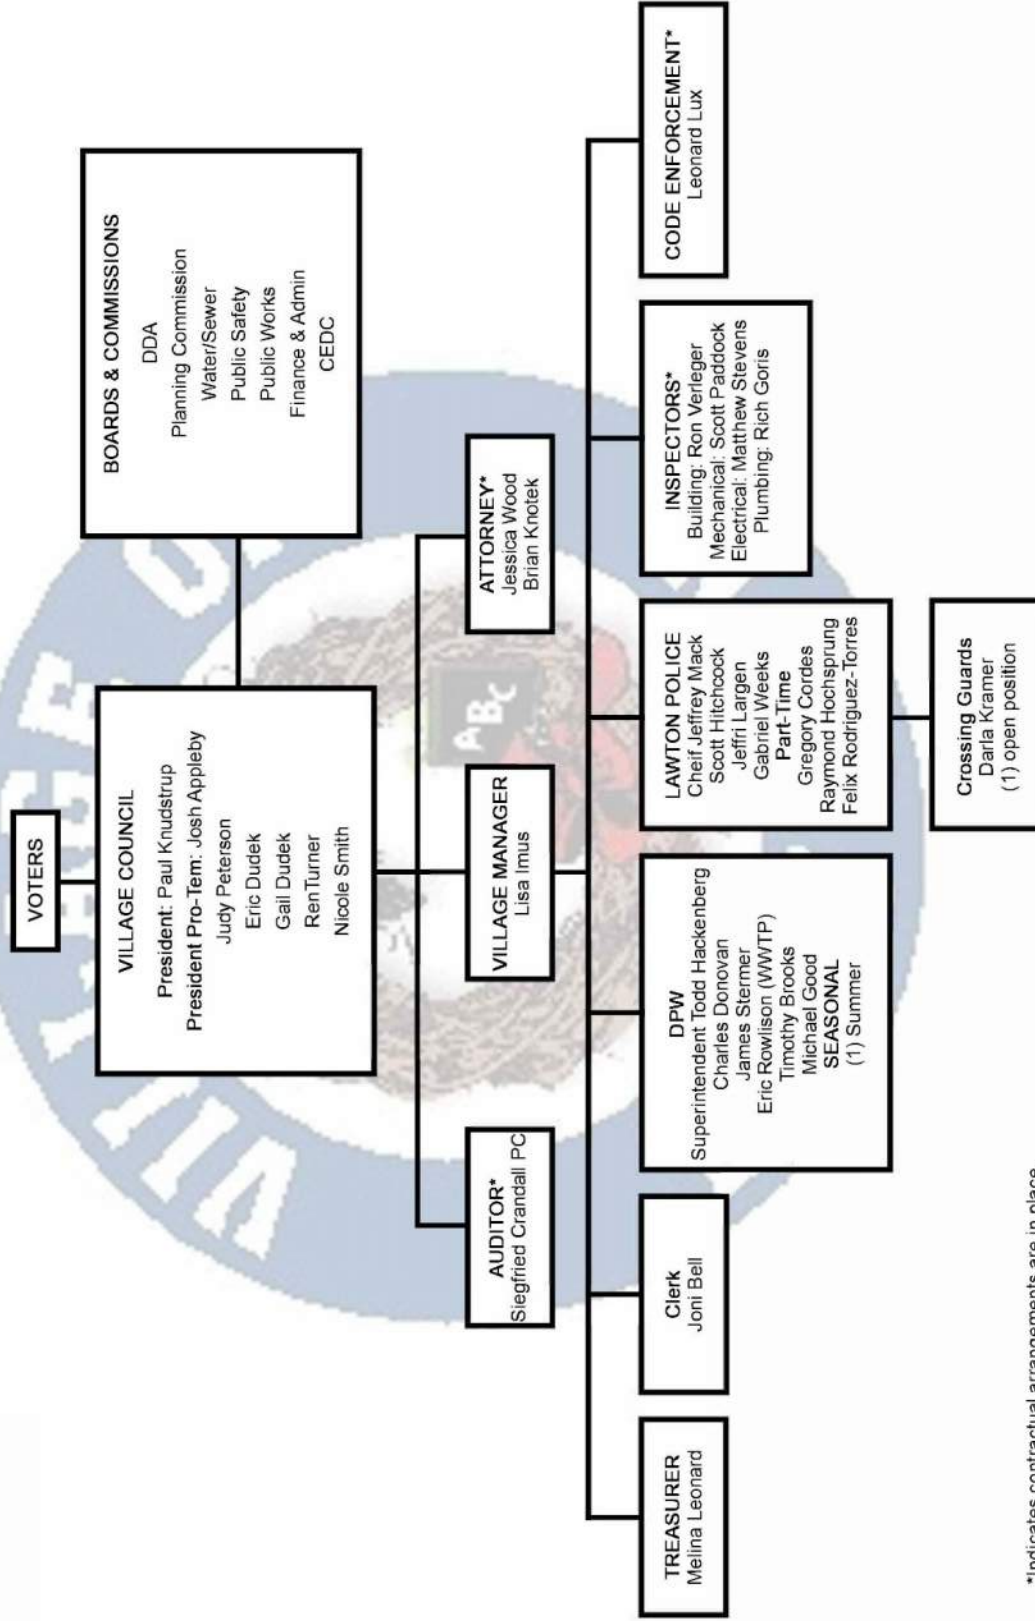 VOTERS
VILLAGE COUNCIL
President: Paul Knudstrup
President Pro-Tem: Josh Appleby
Judy Peterson
Eric Dudek
Gail Dudek
RenTurner
Nicole Smith
BOARDS & COMMISSIONS
DDA
Planning Commission
Water/Sewer
Public Safety
Public Works
Finance & Admin
CEDC
AUDITOR*
Siegfried Crandall PC
VILLAGE MANAGER
Lisa Imus
ATTORNEY*
Jessica Wood
Brian Knotek
TREASURER
Melina Leonard
Clerk
Joni Bell
DPW
Superintendent Todd Hackenberg
Charles Donovan
James Stermer
Eric Rowlison (WWTP)
Timothy Brooks
Michael Good
SEASONAL
(1) Summer
LAWTON POLICE
Cheif Jeffrey Mack
Scott Hitchcock
Jeffri Largen
Gabriel Weeks
Part-Time
Gregory Cordes
Raymond Hochsprung
Felix Rodriguez-Torres
INSPECTORS*
Building: Ron Verleger
Mechanical: Scott Paddock
Electrical: Matthew Stevens
Plumbing: Rich Goris
CODE ENFORCEMENT*
Leonard Lux
Crossing Guards
Darla Kramer
(1) open position
*Indicates contractual arrangements are in place
ABC